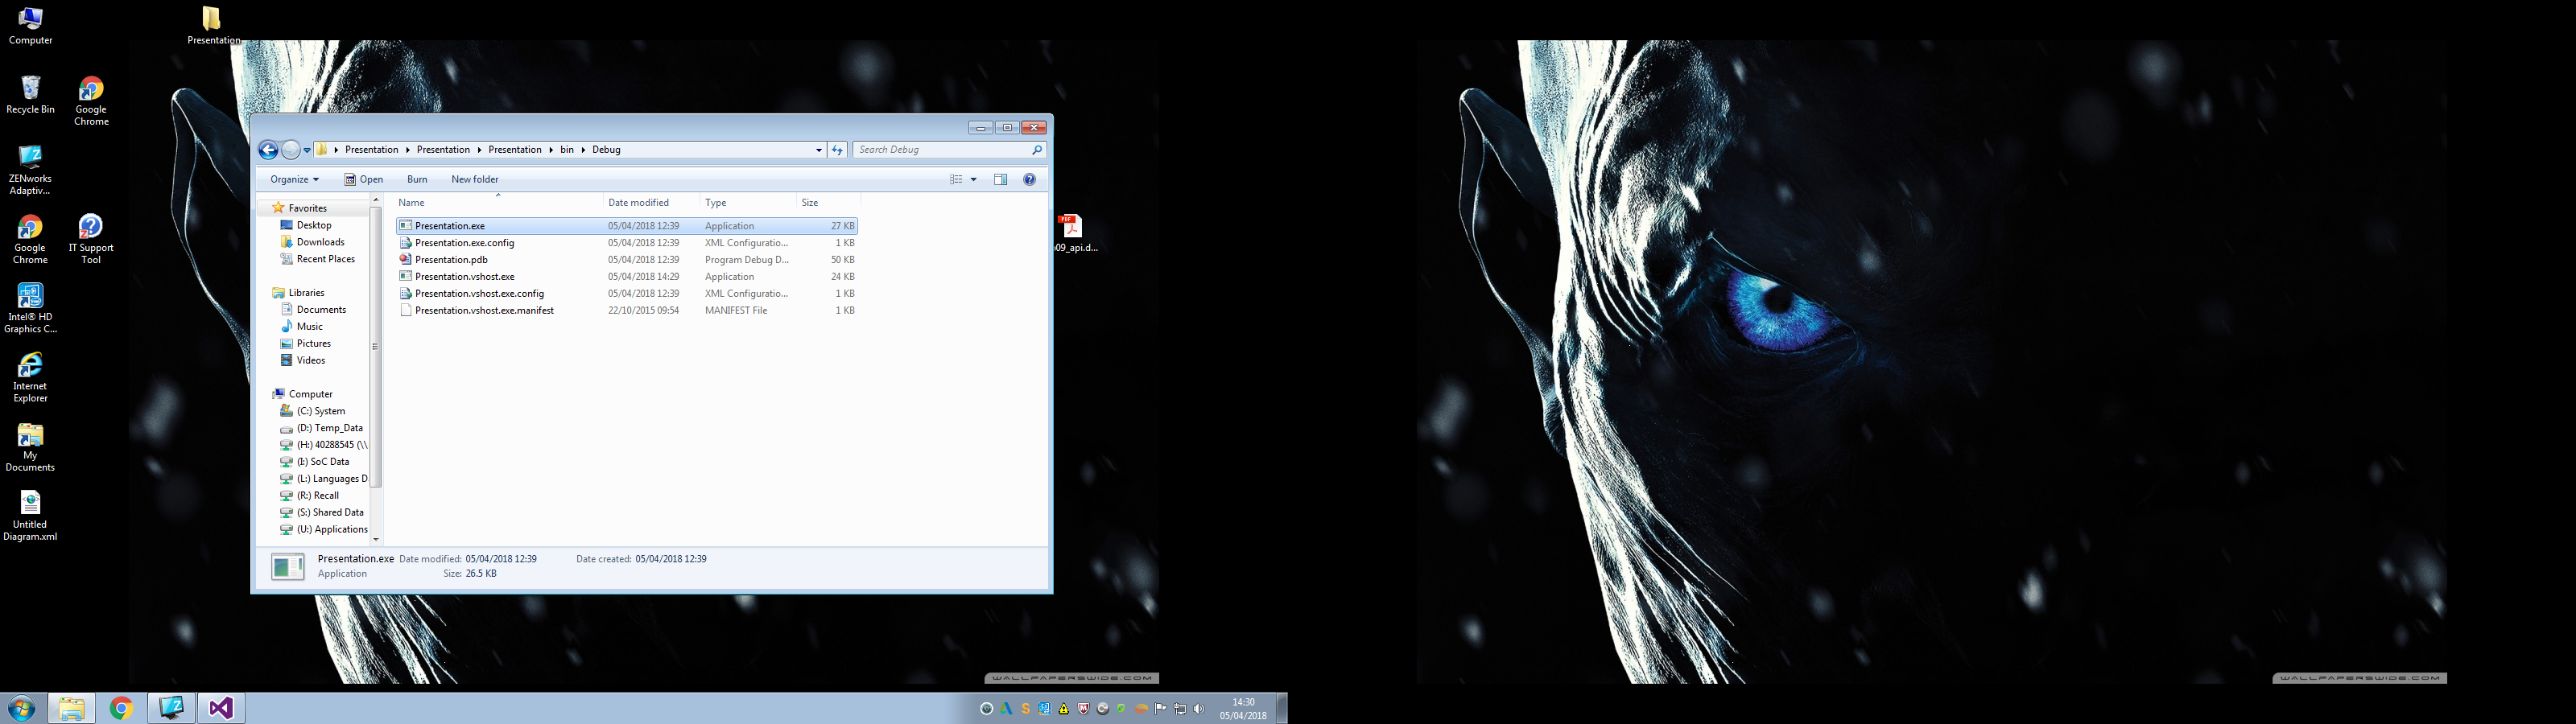 Computer
Presentation
Recycle Bin
Google
Chrome
ZENworks
Adaptiv...
Google
Chrome
IT Support
Tool
Intel® HD
Graphics C...
Internet
Explorer
My
Documents
Untitled
Diagram.xml
Presentation Presentation Presentation bin Debug
Search Debug
Organize Open Burn New folder
Favorites
Desktop
Downloads
Recent Places
Libraries
Documents
Music
Pictures
Videos
Computer
(C:) System
(D:) Temp_Data
(H:) 40288545 (\\
(I:) SoC Data
(L:) Languages D
(R:) Recall
(S:) Shared Data
(U:) Applications
Name Date modified Type Size
Presentation.exe 05/04/2018 12:39 Application 27 KB
Presentation.exe.config 05/04/2018 12:39 XML Configuratio... 1 KB
Presentation.pdb 05/04/2018 12:39 Program Debug D... 50 KB
Presentation.vshost.exe 05/04/2018 14:29 Application 24 KB
Presentation.vshost.exe.config 05/04/2018 12:39 XML Configuratio... 1 KB
Presentation.vshost.exe.manifest 22/10/2015 09:54 MANIFEST File 1 KB
Presentation.exe Date modified: 05/04/2018 12:39 Date created: 05/04/2018 12:39
Application Size: 26.5 KB
PDF
09_api.d...
WALLPAPERSWIDE.COM
WALLPAPERSWIDE.COM
14:30
05/04/2018